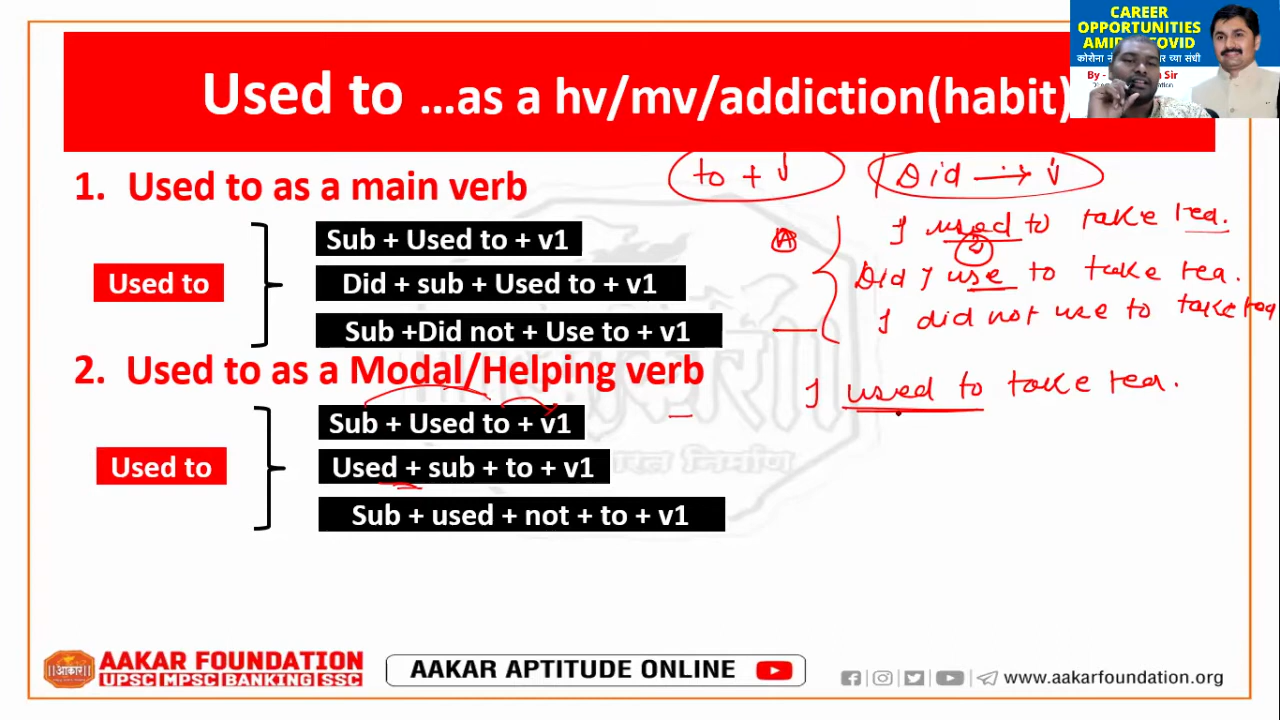 CAREER
OPPORTUNITIES
Used to ...as a hv/mv/addiction(habit)
to + v
Did → v
1. Used to as a main verb
Used to
Sub + Used to + v1
Did + sub + Used to + v1
Sub +Did not + Use to + v1
A
I used to take tea.
Did I use to take tea.
I did not use to take tea
2. Used to as a Modal/Helping verb
Used to
Sub + Used to + v1
Used + sub + to + v1
Sub + used + not + to + v1
I used to take tea.
भारत निर्माण
आकार
AAKAR FOUNDATION
UPSC MPSC BANKING SSC
AAKAR APTITUDE ONLINE
www.aakarfoundation.org